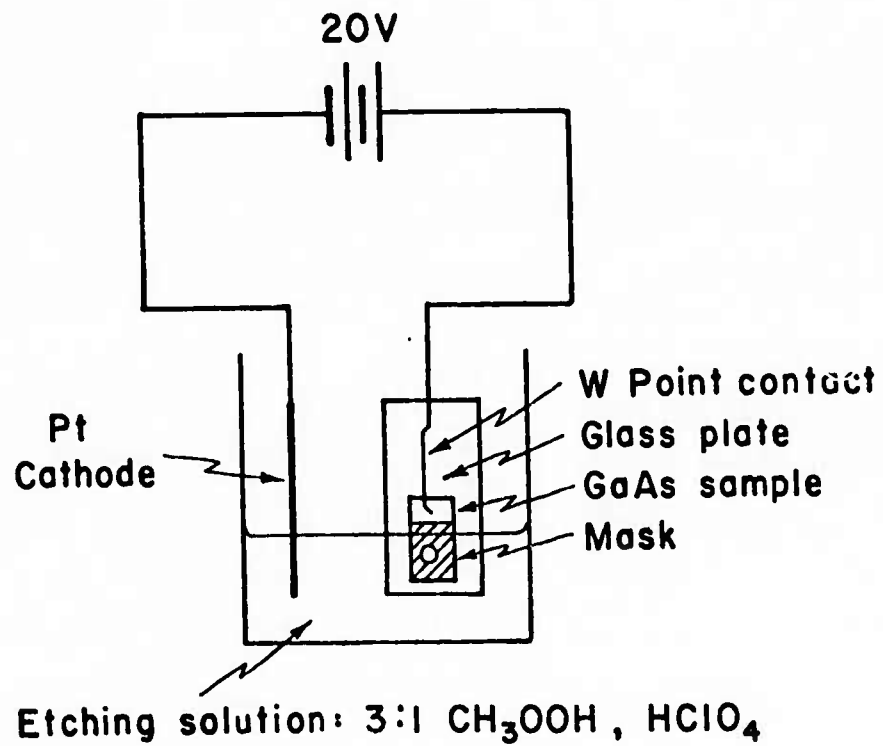 20V
Pt
Cathode
W Point contact
Glass plate
GaAs sample
Mask
Etching solution: 3:1 CH₃OOH, HClO₄